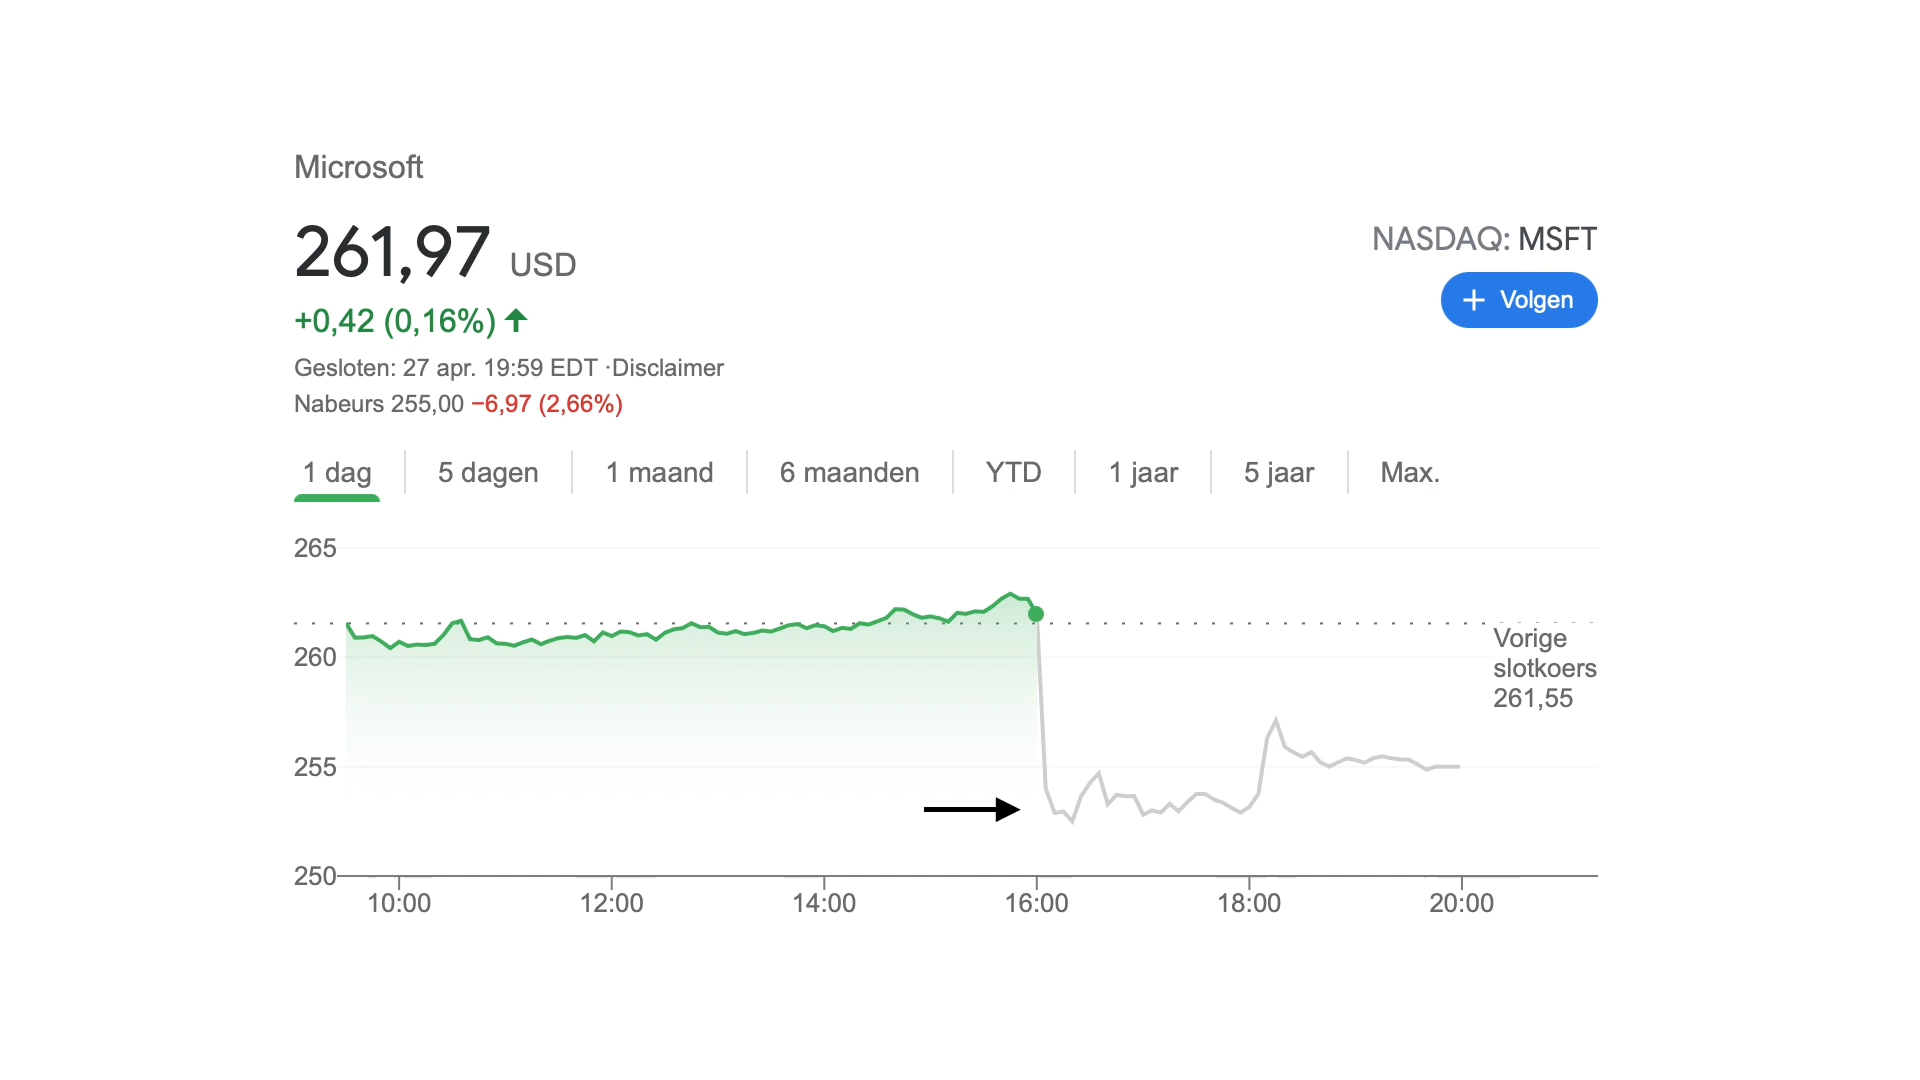 Microsoft
261,97 USD
NASDAQ: MSFT
+ Volgen
+0,42 (0,16%)
Gesloten: 27 apr. 19:59 EDT ·Disclaimer
Nabeurs 255,00 −6,97 (2,66%)
1 dag 5 dagen 1 maand 6 maanden YTD 1 jaar 5 jaar Max.
265
260
255
250
Vorige
slotkoers
261,55
10:00 12:00 14:00 16:00 18:00 20:00